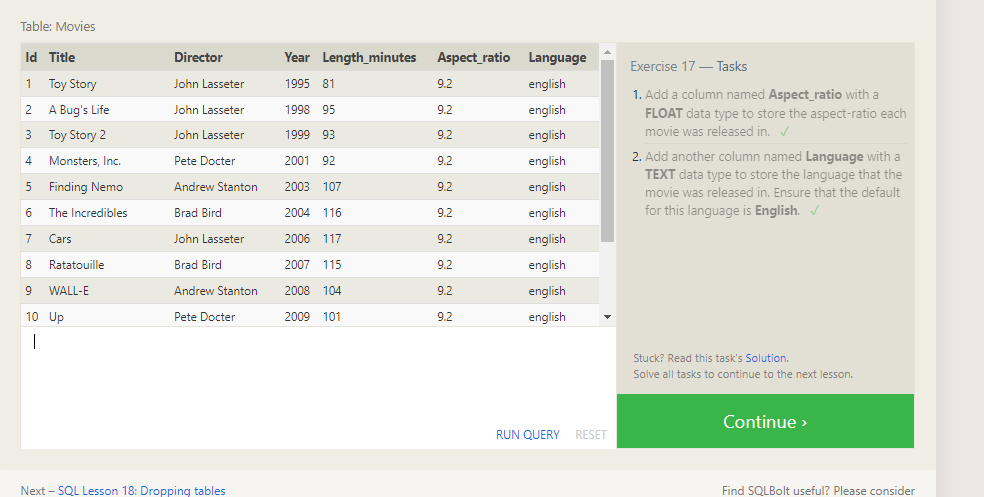 Table: Movies
Id Title Director Year Length_minutes Aspect_ratio Language
1 Toy Story John Lasseter 1995 81 9.2 english
2 A Bug's Life John Lasseter 1998 95 9.2 english
3 Toy Story 2 John Lasseter 1999 93 9.2 english
4 Monsters, Inc. Pete Docter 2001 92 9.2 english
5 Finding Nemo Andrew Stanton 2003 107 9.2 english
6 The Incredibles Brad Bird 2004 116 9.2 english
7 Cars John Lasseter 2006 117 9.2 english
8 Ratatouille Brad Bird 2007 115 9.2 english
9 WALL-E Andrew Stanton 2008 104 9.2 english
10 Up Pete Docter 2009 101 9.2 english
RUN QUERY RESET
Exercise 17 — Tasks
1. Add a column named Aspect_ratio with a
FLOAT data type to store the aspect-ratio each
movie was released in. ✓
2. Add another column named Language with a
TEXT data type to store the language that the
movie was released in. Ensure that the default
for this language is English. ✓
Stuck? Read this task's Solution.
Solve all tasks to continue to the next lesson.
Continue ›
Next – SQL Lesson 18: Dropping tables
Find SQLBolt useful? Please consider